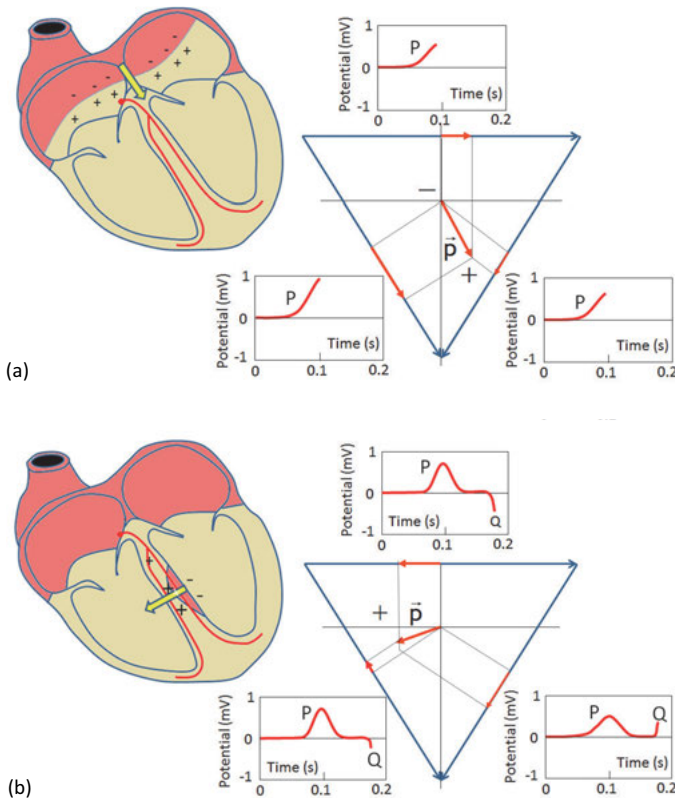 1
Potential (mV)
P
0
Time (s)
-1
0 0.1 0.2
- - - - - - -
+ + + + + + +
−
p⃗
+
1
Potential (mV)
P
0
Time (s)
-1
0 0.1 0.2
1
Potential (mV)
P
0
Time (s)
-1
0 0.1 0.2
(a)
1
Potential (mV)
P
0
Time (s)
Q
-1
0 0.1 0.2
+ -
+ -
+
+
p⃗
1
Potential (mV)
P
0
Q
Time (s)
-1
0 0.1 0.2
1
Potential (mV)
P
Q
0
Time (s)
-1
0 0.1 0.2
(b)